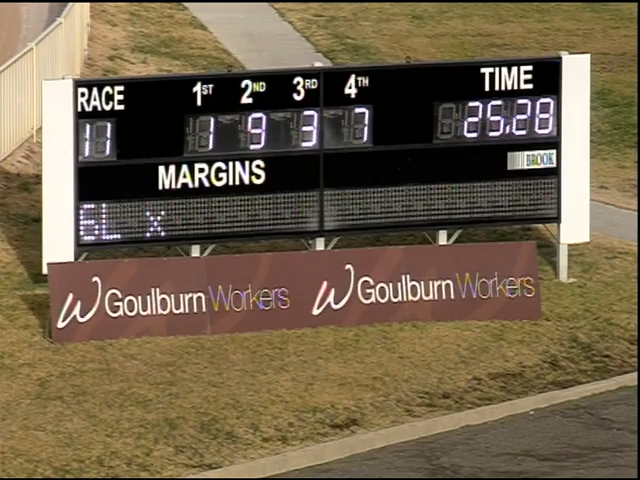 RACE 1ST 2ND 3RD 4TH TIME
11 1 9 3 7 25.28
MARGINS
BROOK
6L x
W Goulburn Workers W Goulburn Workers